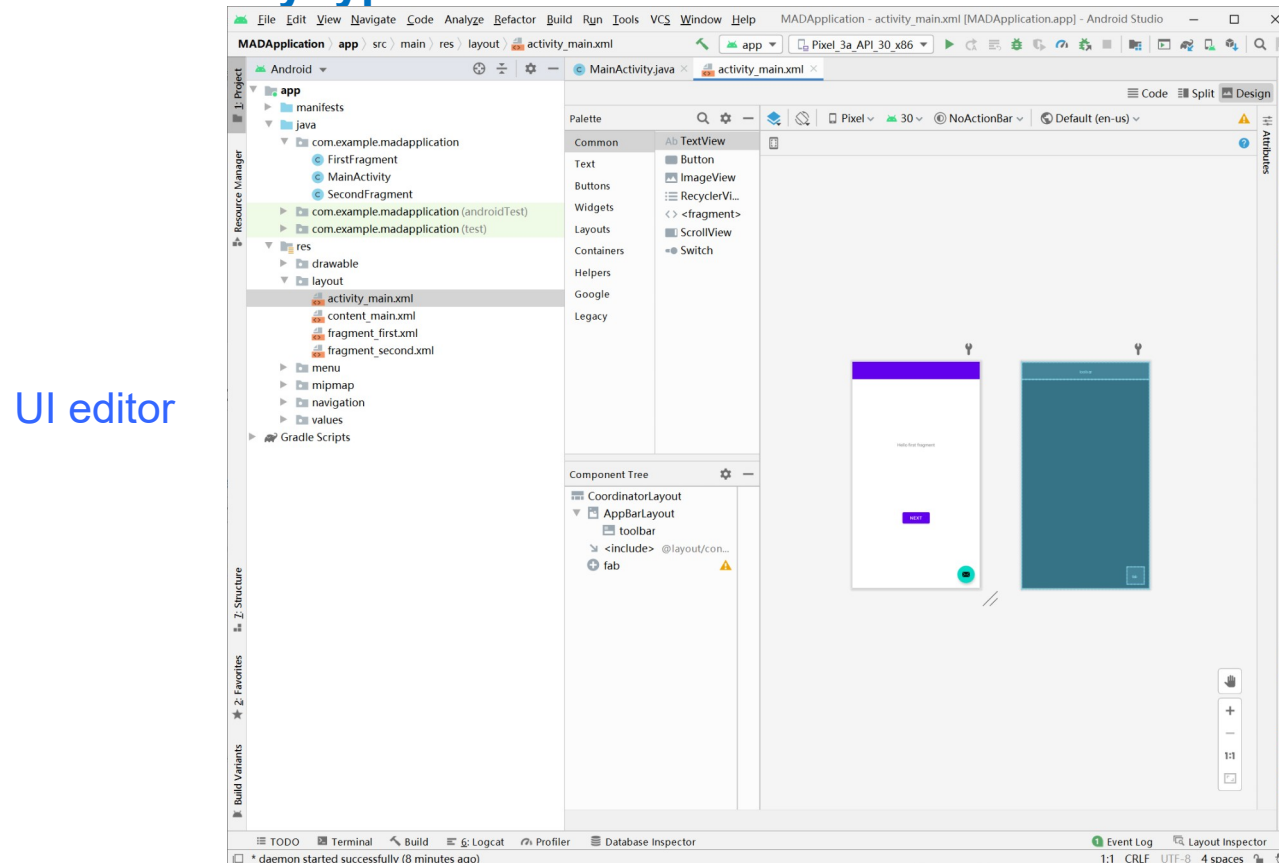 File Edit View Navigate Code Analyze Refactor Build Run Tools VCS Window Help MADApplication - activity_main.xml [MADApplication.app] - Android Studio
MADApplication app src main res layout activity_main.xml app Pixel_3a_API_30_x86
1: Project
Resource Manager
Z: Structure
2: Favorites
Build Variants
Android
app
manifests
java
com.example.madapplication
FirstFragment
MainActivity
SecondFragment
com.example.madapplication (androidTest)
com.example.madapplication (test)
res
drawable
layout
activity_main.xml
content_main.xml
fragment_first.xml
fragment_second.xml
menu
mipmap
navigation
values
Gradle Scripts
UI editor
MainActivity.java activity_main.xml
Code Split Design
Palette
Common
Text
Buttons
Widgets
Layouts
Containers
Helpers
Google
Legacy
Ab TextView
Button
ImageView
RecyclerVi...
<fragment>
ScrollView
Switch
Component Tree
CoordinatorLayout
AppBarLayout
toolbar
<include> @layout/con...
fab
Pixel 30 NoActionBar Default (en-us)
Attributes
Hello first fragment
NEXT
1:1
TODO Terminal Build 6: Logcat Profiler Database Inspector 1 Event Log Layout Inspector
* daemon started successfully (8 minutes ago) 1:1 CRLF UTF-8 4 spaces